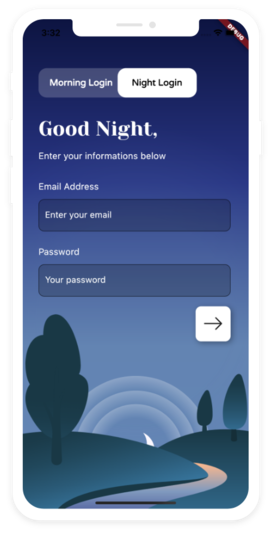 3:32
DEBUG
Morning Login
Night Login
Good Night,
Enter your informations below
Email Address
Enter your email
Password
Your password